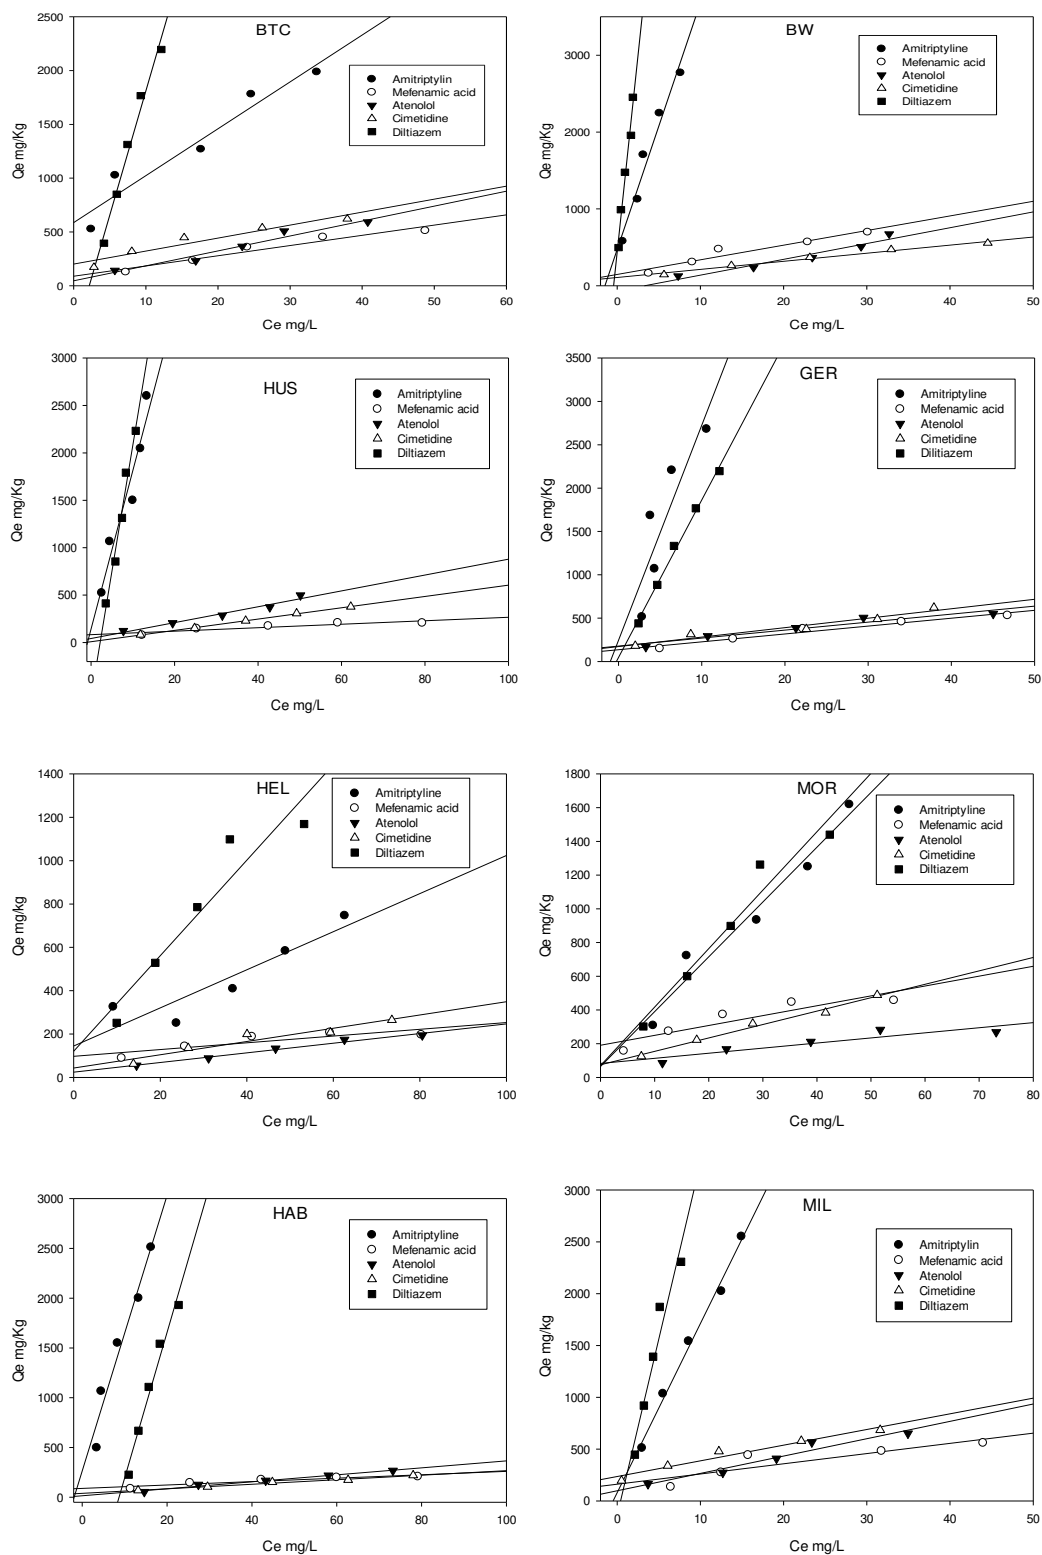 BTC
Qe mg/Kg
2500
2000
1500
1000
500
0
Amitriptylin
Mefenamic acid
Atenolol
Cimetidine
Diltiazem
0 10 20 30 40 50 60
Ce mg/L
BW
Qe mg/Kg
3000
2000
1000
0
Amitriptyline
Mefenamic acid
Atenolol
Cimetidine
Diltiazem
0 10 20 30 40 50
Ce mg/L
HUS
Qe mg/Kg
3000
2500
2000
1500
1000
500
0
Amitriptyline
Mefenamic acid
Atenolol
Cimetidine
Diltiazem
0 20 40 60 80 100
Ce mg/L
GER
Qe mg/Kg
3500
3000
2500
2000
1500
1000
500
0
Amitriptyline
Mefenamic acid
Atenolol
Cimetidine
Dilitiazem
0 10 20 30 40 50
Ce mg/L
HEL
Qe mg/Kg
1400
1200
1000
800
600
400
200
0
Amitriptyline
Mefenamic acid
Atenolol
Cimetidine
Diltiazem
0 20 40 60 80 100
Ce mg/L
MOR
Qe mg/Kg
1800
1600
1400
1200
1000
800
600
400
200
0
Amitriptyline
Mefenamic acid
Atenolol
Cimetidine
Diltiazem
0 10 20 30 40 50 60 70 80
Ce mg/L
HAB
Qe mg/Kg
3000
2500
2000
1500
1000
500
0
Amitriptyline
Mefenamic acid
Atenolol
Cimetidine
Diltiazem
0 20 40 60 80 100
Ce mg/L
MIL
Qe mg/kg
3000
2500
2000
1500
1000
500
0
Amitriptylin
Mefenamic acid
Atenolol
Cimetidine
Diltiazem
0 10 20 30 40 50
Ce mg/L